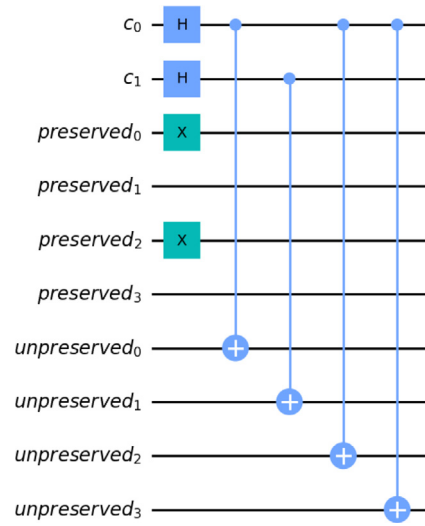 c₀ H
c₁ H
preserved₀ X
preserved₁
preserved₂ X
preserved₃
unpreserved₀
unpreserved₁
unpreserved₂
unpreserved₃